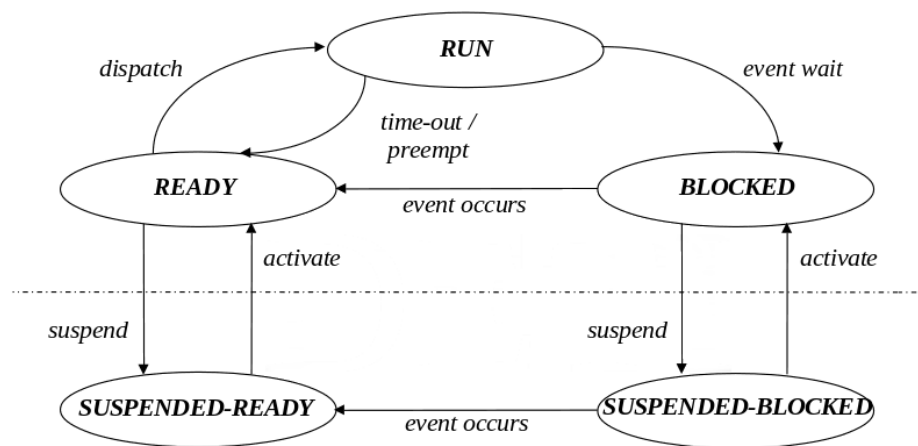 RUN
dispatch
event wait
time-out /
preempt
READY
BLOCKED
event occurs
activate
activate
suspend
suspend
SUSPENDED-READY
SUSPENDED-BLOCKED
event occurs